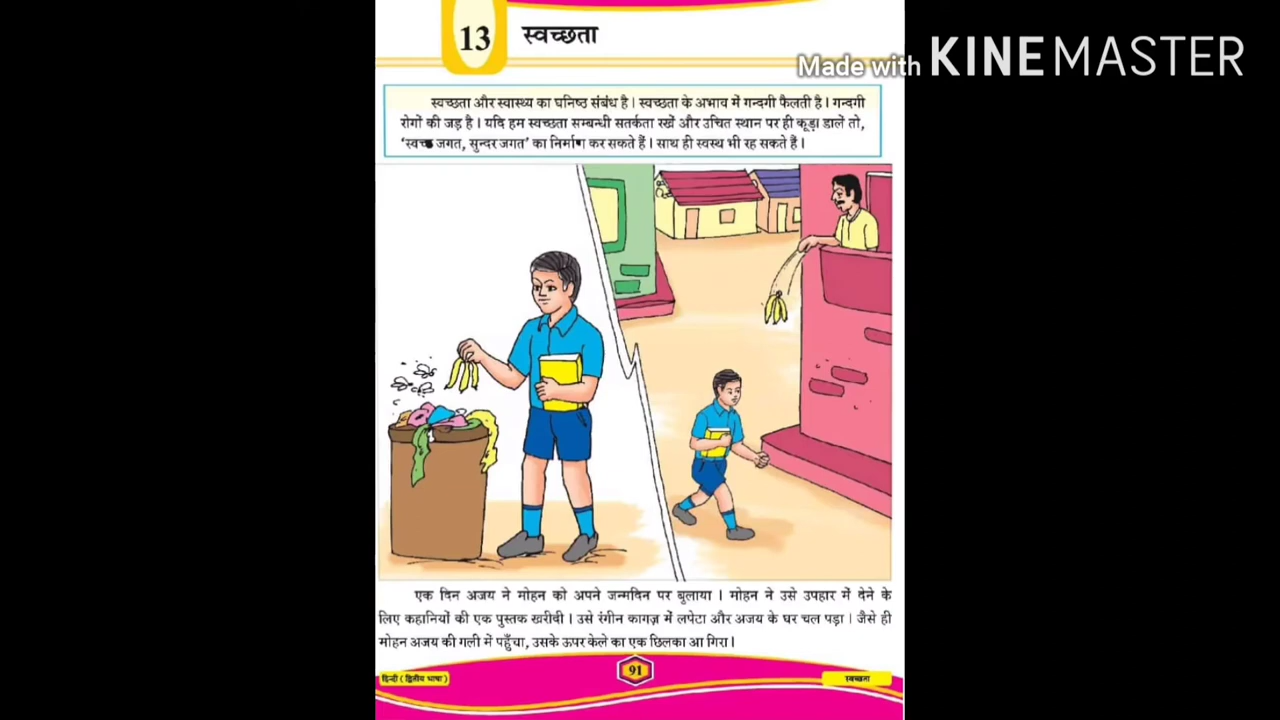 13 स्वच्छता
Made with KINEMASTER
स्वच्छता और स्वास्थ्य का घनिष्ठ संबंध है। स्वच्छता के अभाव में गन्दगी फैलती है। गन्दगी
रोगों की जड़ है। यदि हम स्वच्छता सम्बन्धी सतर्कता रखें और उचित स्थान पर ही कूड़ा डालें तो,
‘स्वच्छ जगत, सुन्दर जगत’ का निर्माण कर सकते हैं। साथ ही स्वस्थ भी रह सकते हैं।
एक दिन अजय ने मोहन को अपने जन्मदिन पर बुलाया। मोहन ने उसे उपहार में देने के
लिए कहानियों की एक पुस्तक खरीदी। उसे रंगीन कागज़ में लपेटा और अजय के घर चल पड़ा। जैसे ही
मोहन अजय की गली में पहुँचा, उसके ऊपर केले का एक छिलका आ गिरा।
91
हिन्दी (द्वितीय भाषा)
स्वच्छता